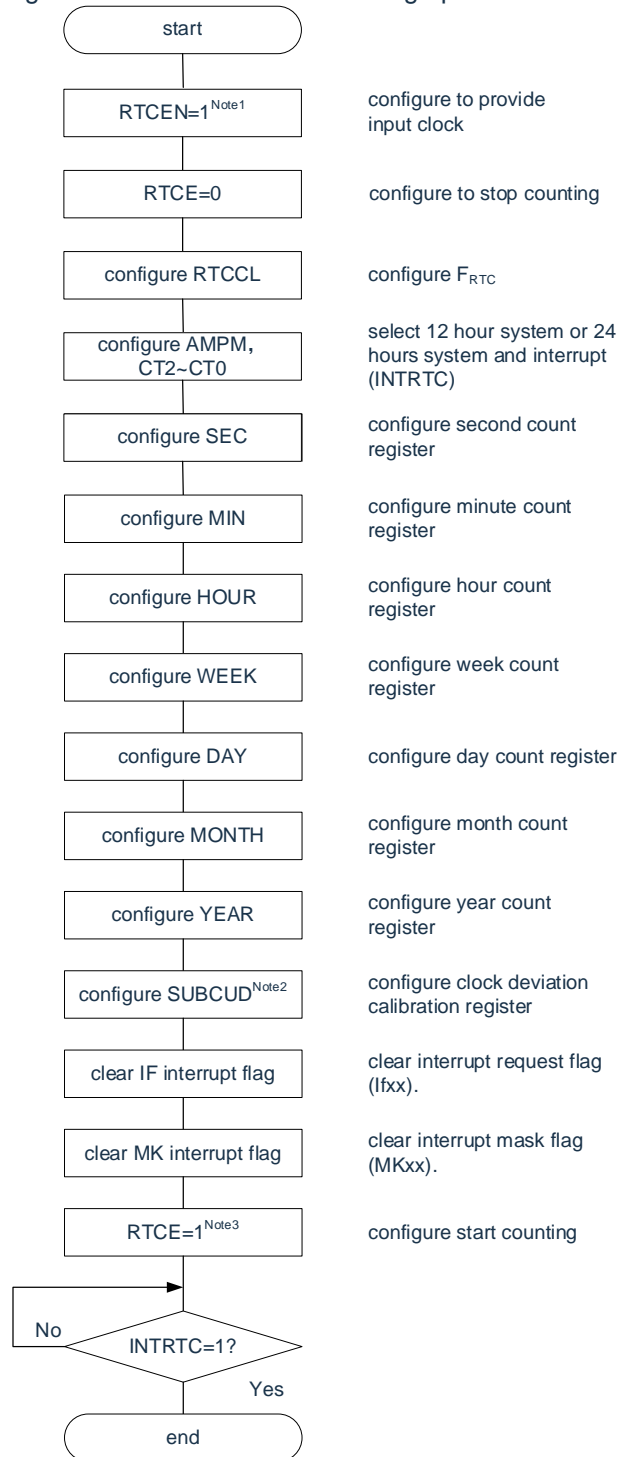 start
RTCEN=1Note1
configure to provide
input clock
RTCE=0
configure to stop counting
configure RTCCL
configure FRTC
configure AMPM,
CT2~CT0
select 12 hour system or 24
hours system and interrupt
(INTRTC)
configure SEC
configure second count
register
configure MIN
configure minute count
register
configure HOUR
configure hour count
register
configure WEEK
configure week count
register
configure DAY
configure day count register
configure MONTH
configure month count
register
configure YEAR
configure year count
register
configure SUBCUDNote2
configure clock deviation
calibration register
clear IF interrupt flag
clear interrupt request flag
(Ifxx).
clear MK interrupt flag
clear interrupt mask flag
(MKxx).
RTCE=1Note3
configure start counting
No
INTRTC=1?
Yes
end